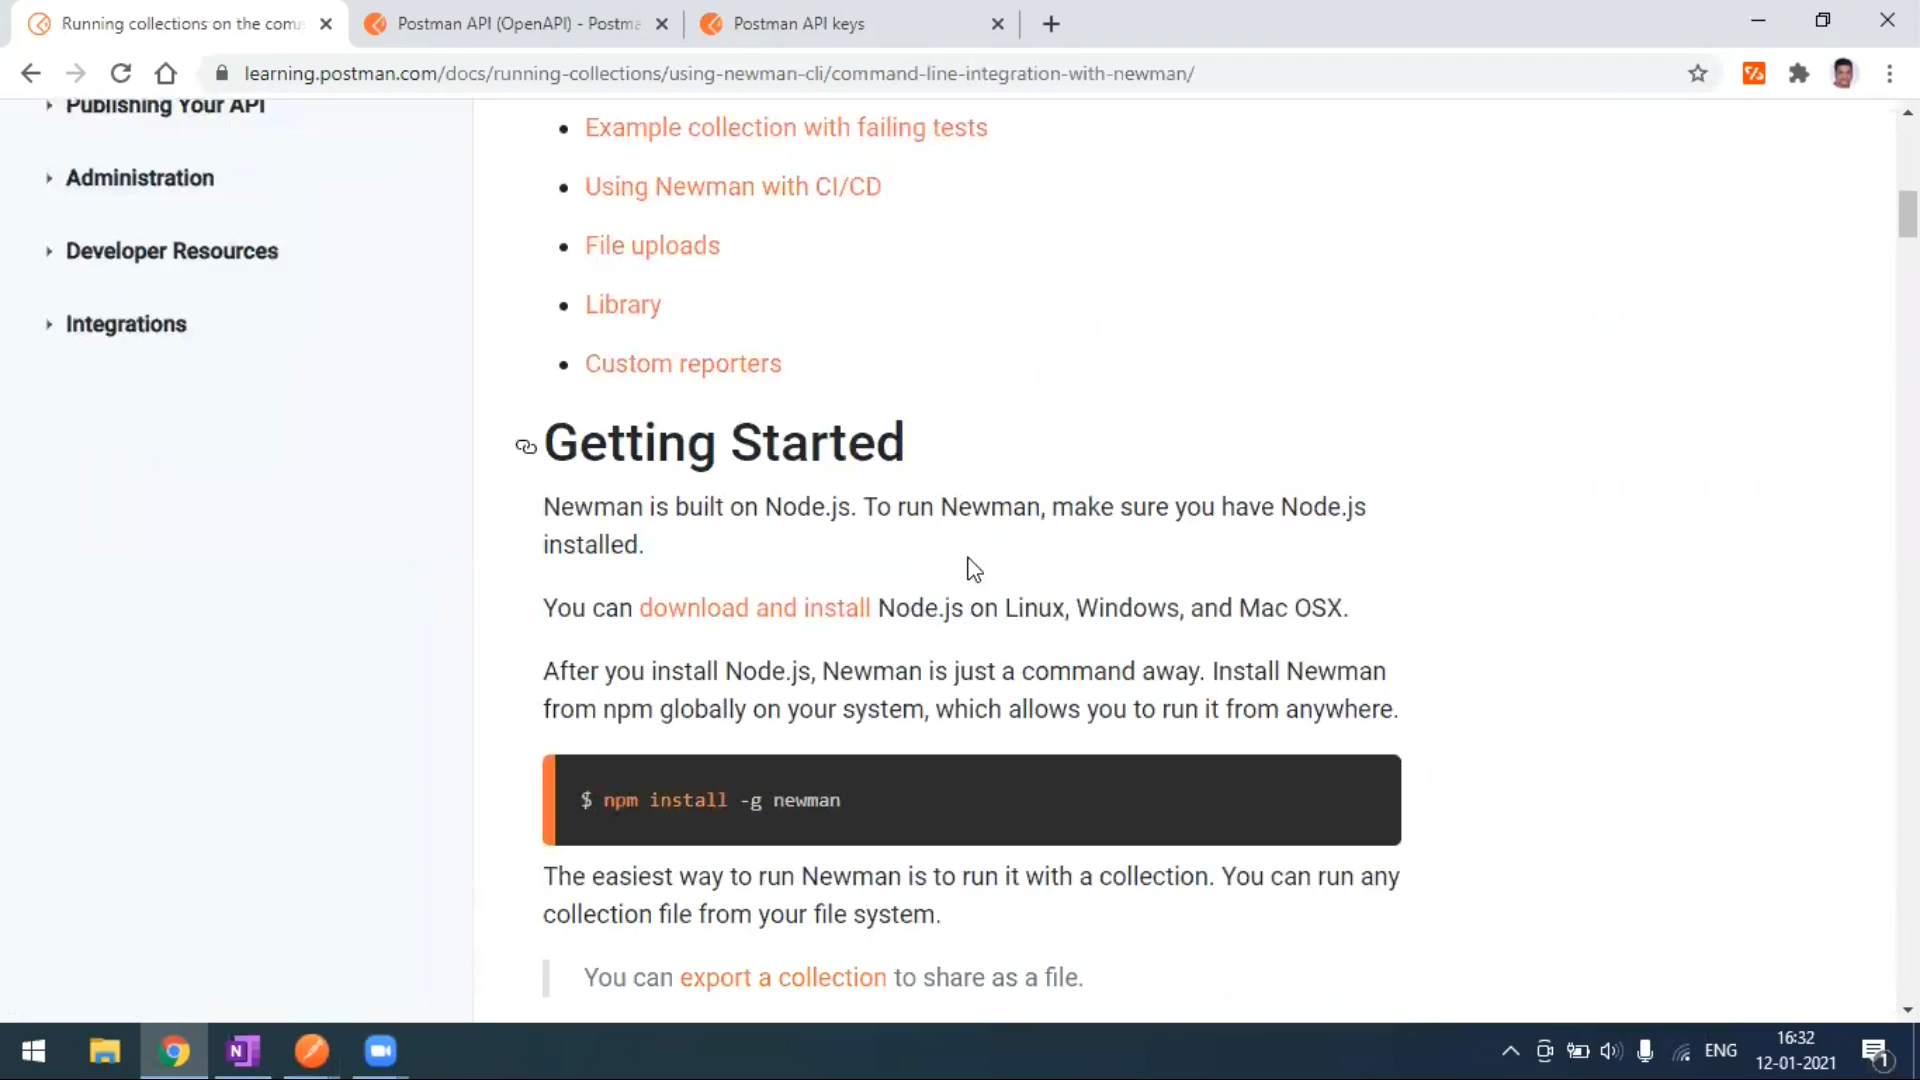 Running collections on the comm
Postman API (OpenAPI) - Postma
Postman API keys
learning.postman.com/docs/running-collections/using-newman-cli/command-line-integration-with-newman/
Publishing Your API
Administration
Developer Resources
Integrations
Example collection with failing tests
Using Newman with CI/CD
File uploads
Library
Custom reporters
Getting Started
Newman is built on Node.js. To run Newman, make sure you have Node.js
installed.
You can download and install Node.js on Linux, Windows, and Mac OSX.
After you install Node.js, Newman is just a command away. Install Newman
from npm globally on your system, which allows you to run it from anywhere.
$ npm install -g newman
The easiest way to run Newman is to run it with a collection. You can run any
collection file from your file system.
You can export a collection to share as a file.
N
ENG
16:32
12-01-2021
1